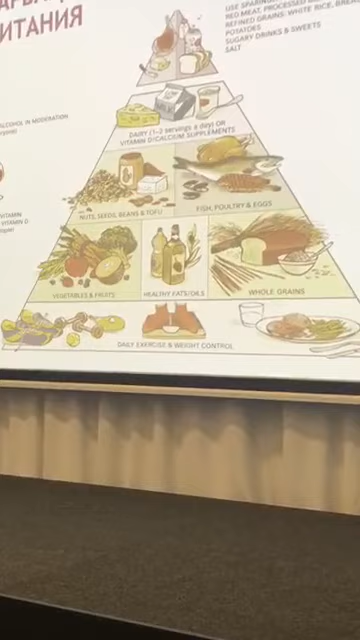 ИТАНИЯ
USE SPARIN
RED MEAT, PROCESSED
REFINED GRAINS: WHITE RICE, BREA
POTATOES
SUGARY DRINKS & SWEETS
SALT
ALCOHOL IN MODERATION
DAIRY (1–2 servings a day) OR
VITAMIN D/CALCIUM SUPPLEMENTS
NUTS, SEEDS, BEANS & TOFU
FISH, POULTRY & EGGS
VITAMIN
VITAMIN D
VEGETABLES & FRUITS
HEALTHY FATS/OILS
WHOLE GRAINS
DAILY EXERCISE & WEIGHT CONTROL